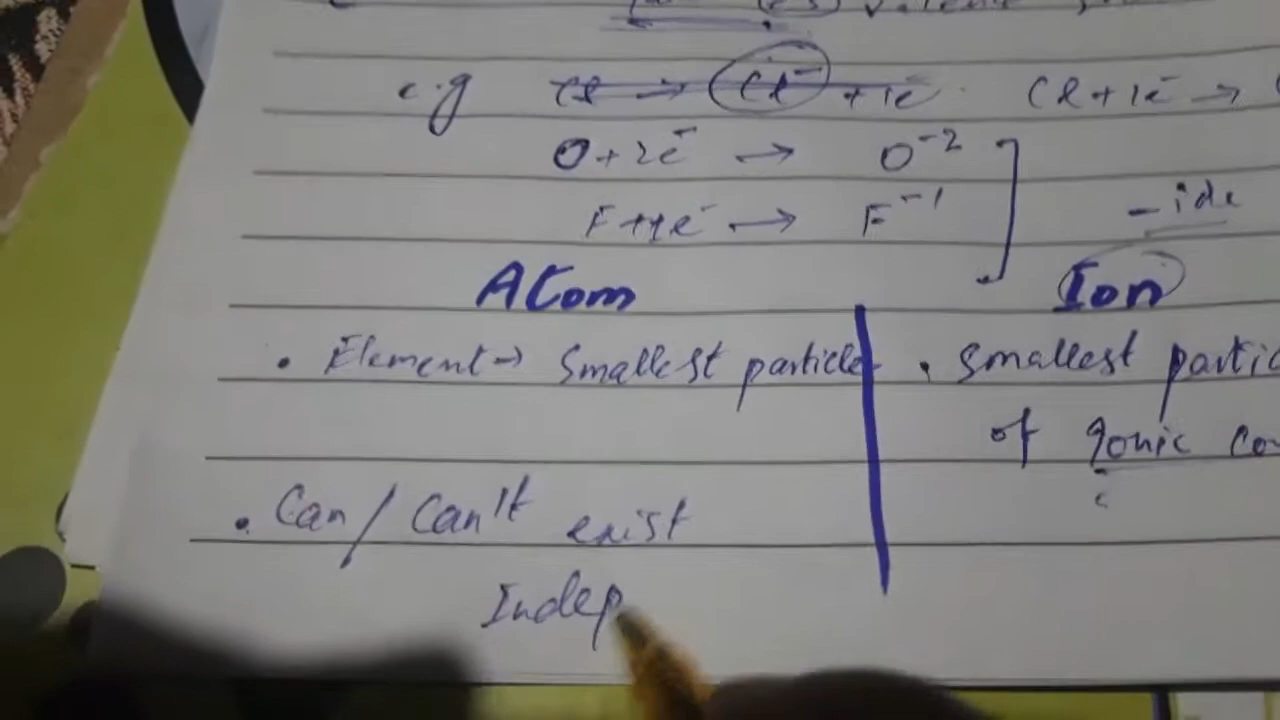 valence
e.g Cl → Cl⁻ + 1e⁻ Cl + 1e⁻ →
O + 2e⁻ → O⁻²
F + 1e⁻ → F⁻¹ - ide
Atom Ion
• Element → Smallest particle • smallest partic
of Ionic co
• Can / Can't exist
Indep